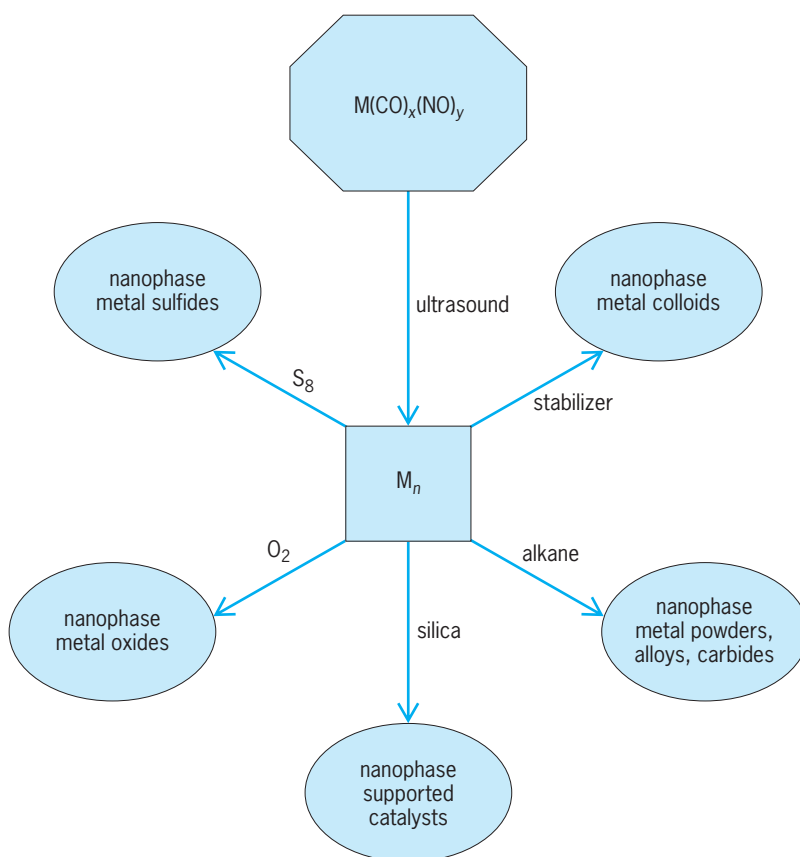 M(CO)x(NO)y
nanophase
metal sulfides
nanophase
metal colloids
ultrasound
S8
stabilizer
Mn
O2
alkane
nanophase
metal oxides
silica
nanophase
metal powders,
alloys, carbides
nanophase
supported
catalysts